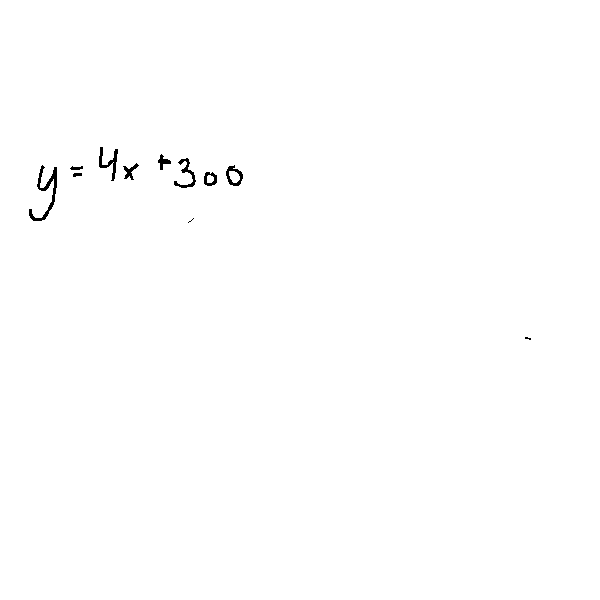 y = 4x + 300